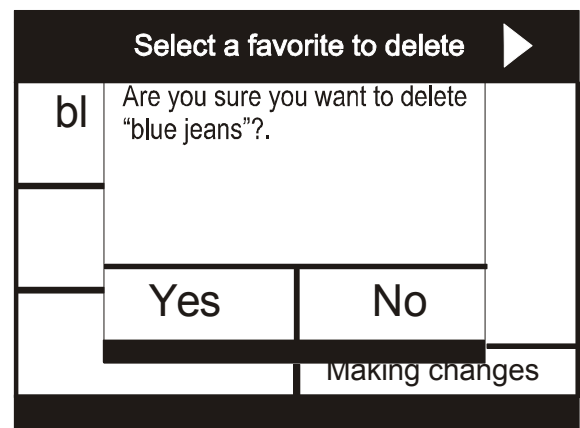 Select a favorite to delete
bl
Are you sure you want to delete
“blue jeans”?.
Yes
No
Making changes